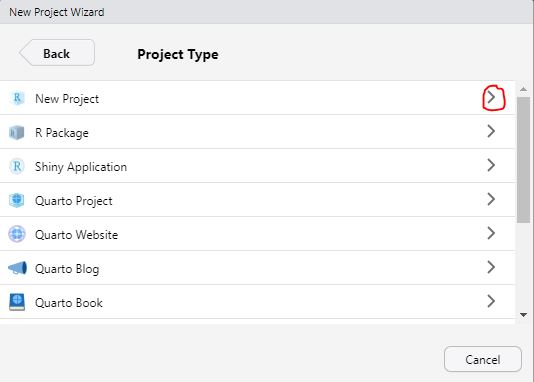 New Project Wizard
Back
Project Type
New Project
R Package
Shiny Application
Quarto Project
Quarto Website
Quarto Blog
Quarto Book
Cancel